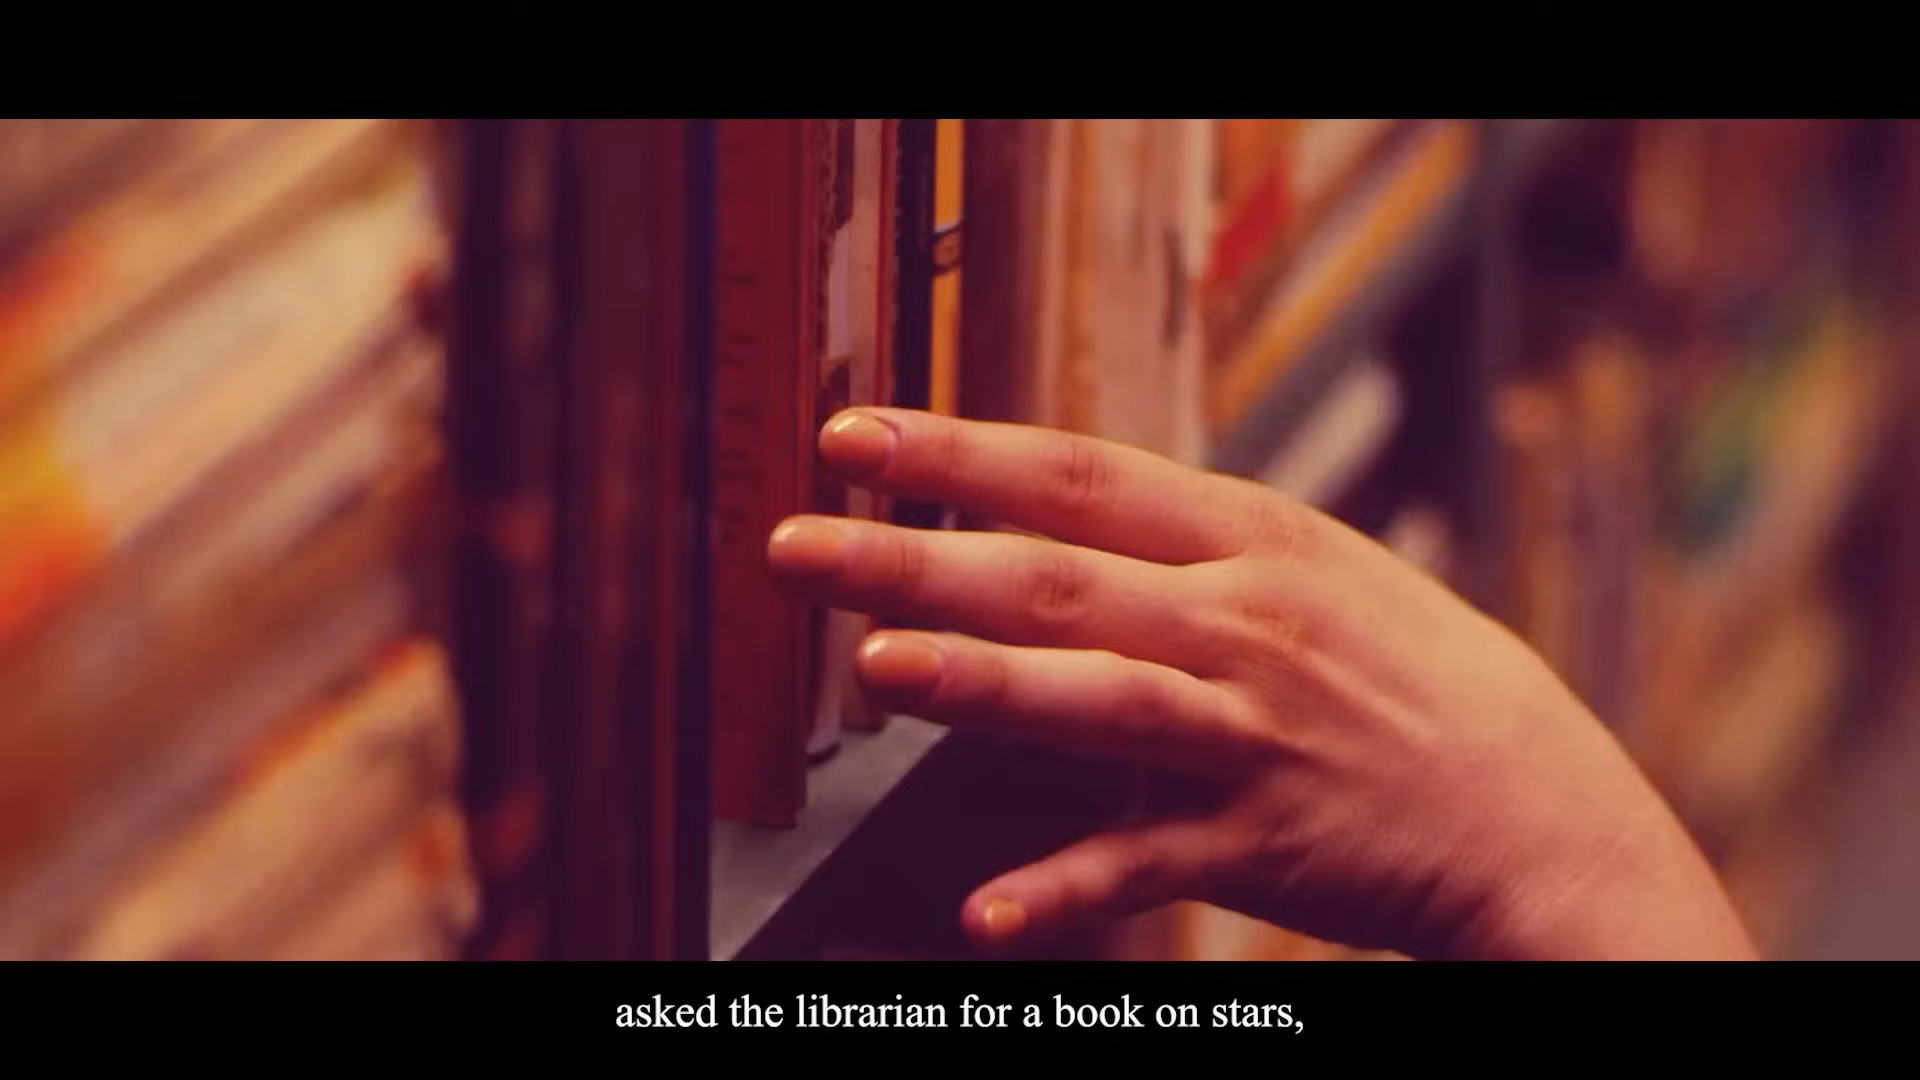 asked the librarian for a book on stars,